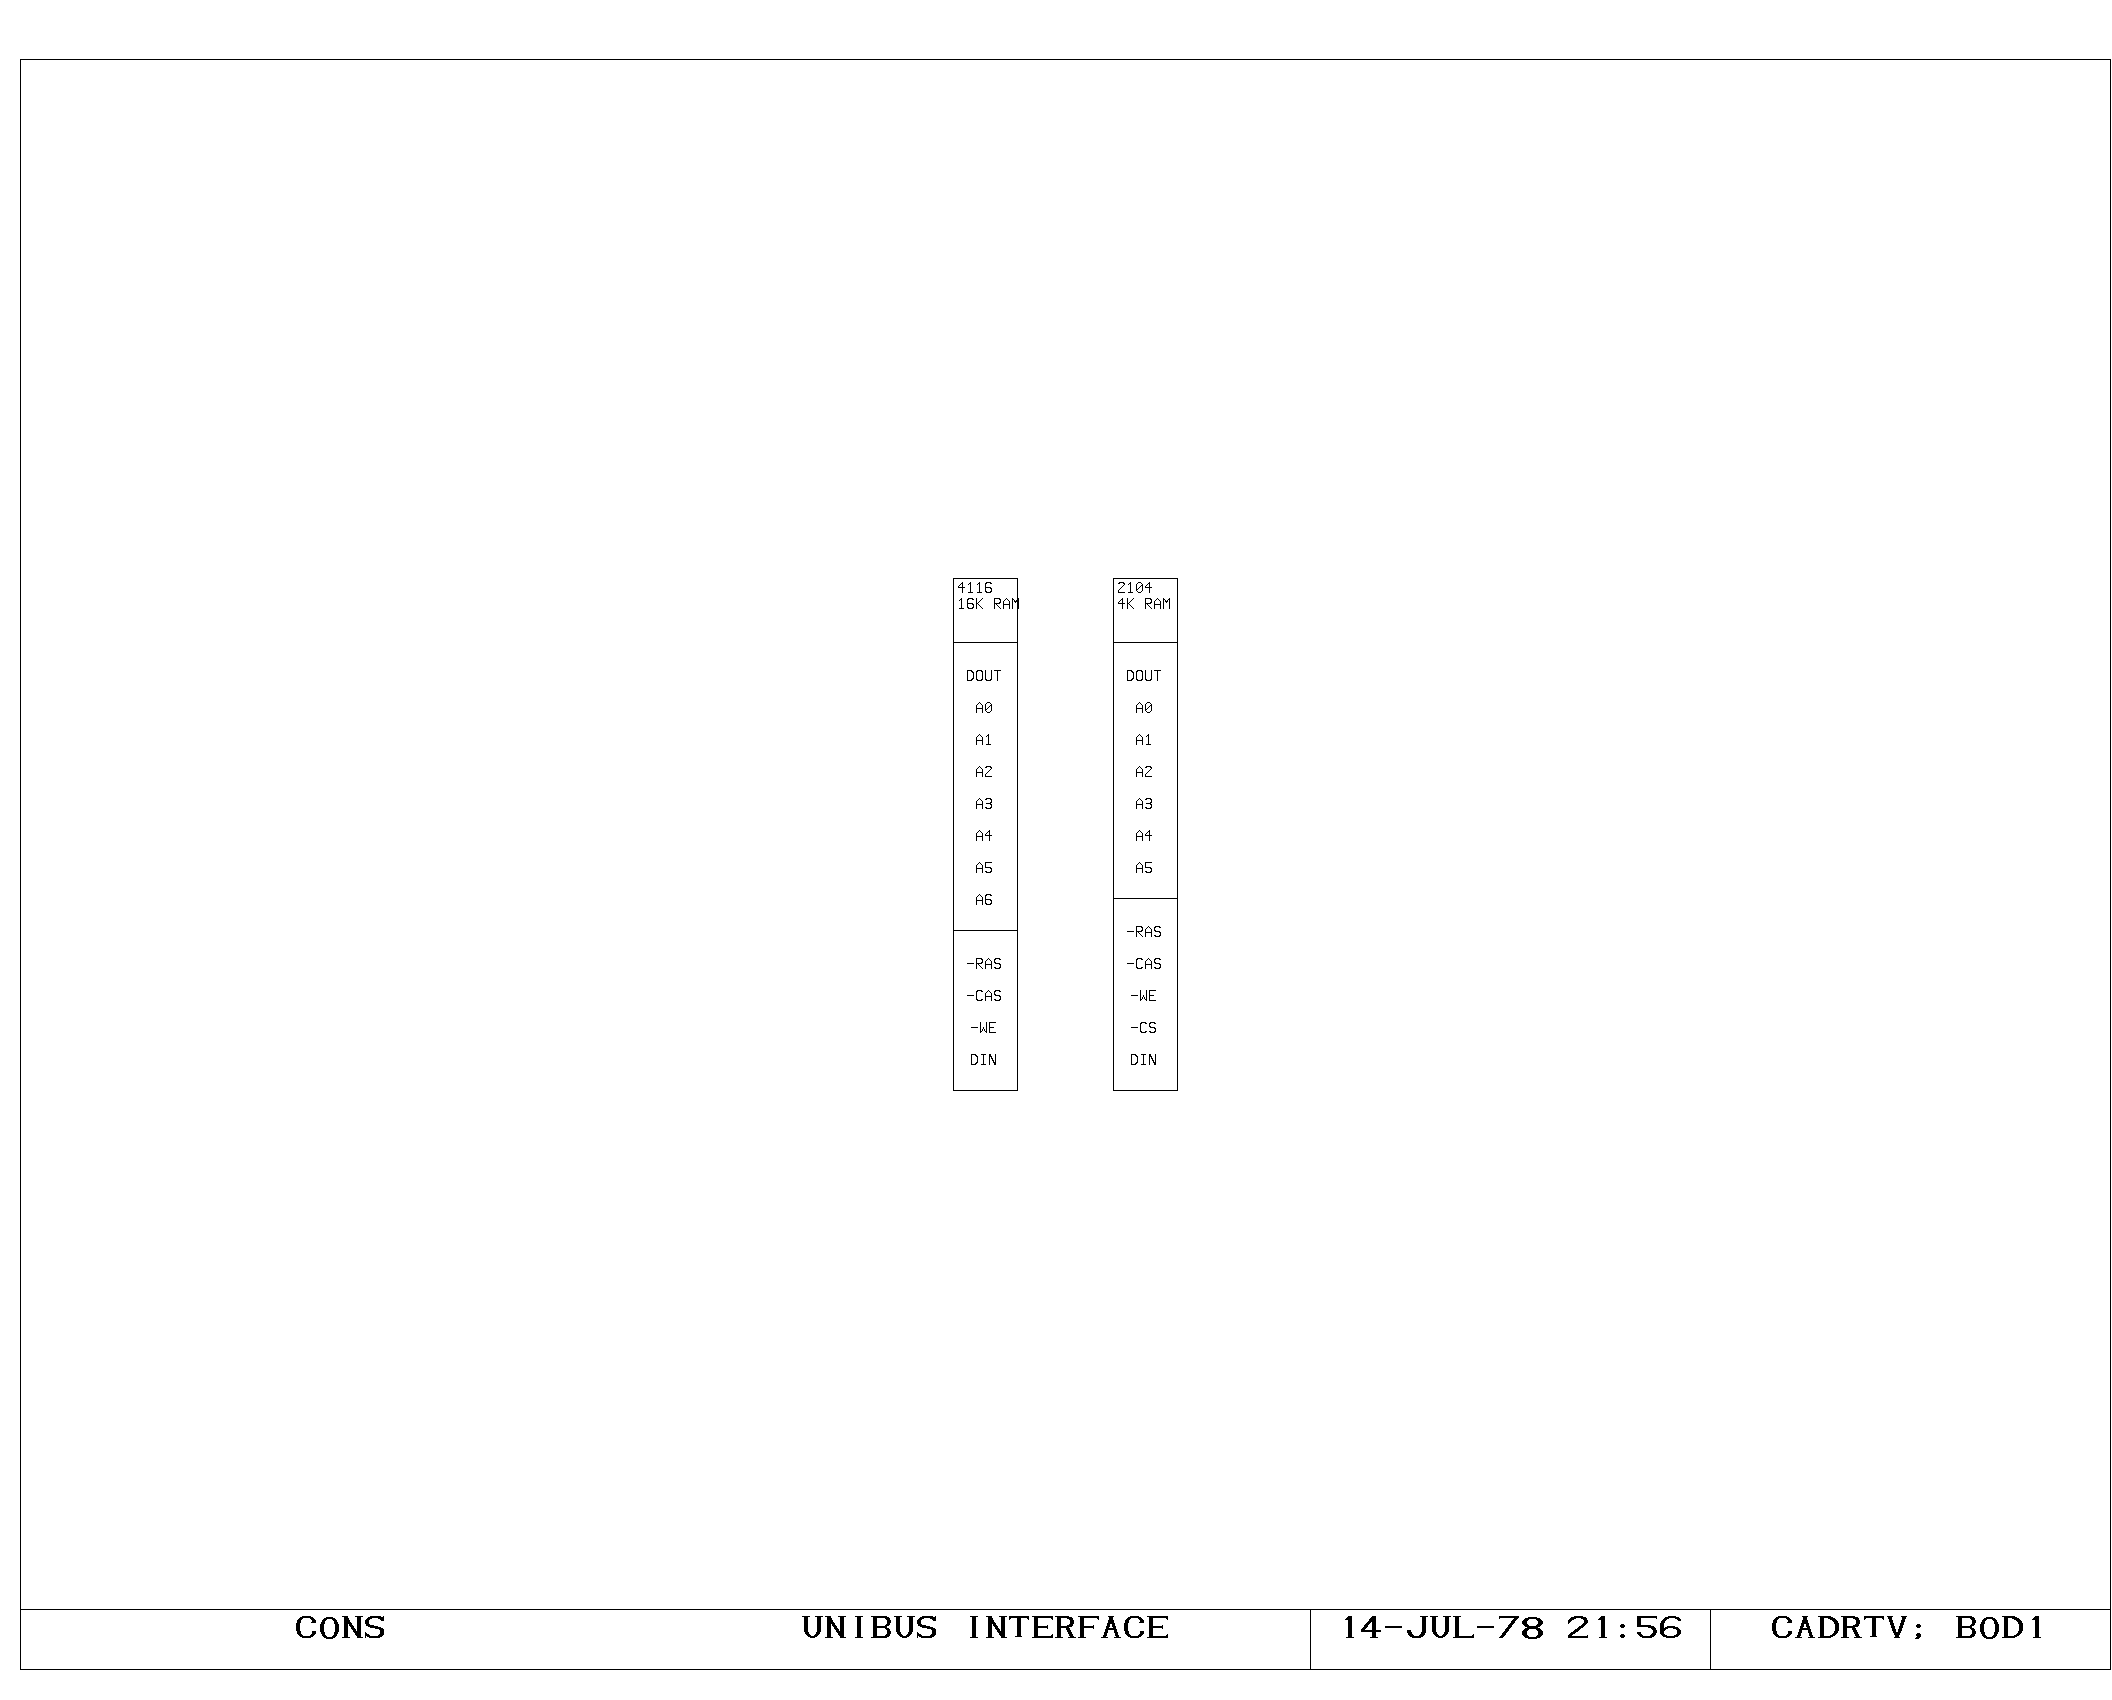 4116
16K RAM
DOUT
A0
A1
A2
A3
A4
A5
A6
-RAS
-CAS
-WE
DIN
2104
4K RAM
DOUT
A0
A1
A2
A3
A4
A5
-RAS
-CAS
-WE
-CS
DIN
CONS
UNIBUS INTERFACE
14-JUL-78 21:56
CADRTV; BOD1